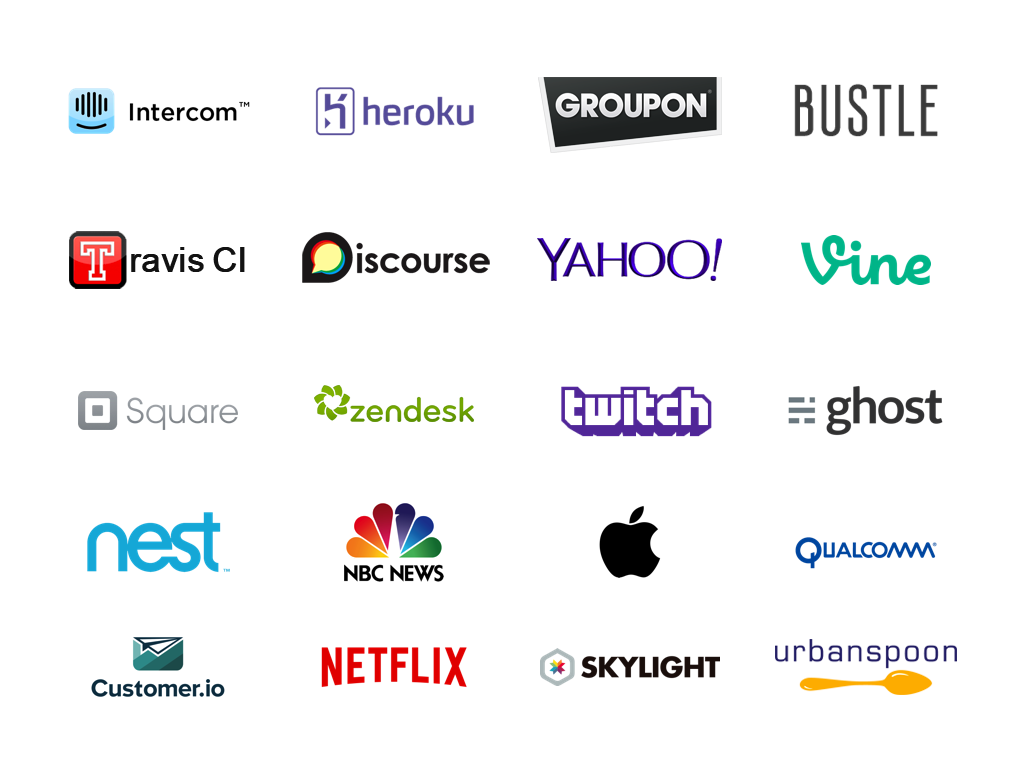 Intercom™
heroku
GROUPON®
BUSTLE
Travis CI
Discourse
YAHOO!
Vine
Square
zendesk
twitch
ghost
nest™
NBC NEWS
QUALCOMM®
Customer.io
NETFLIX
SKYLIGHT
urbanspoon